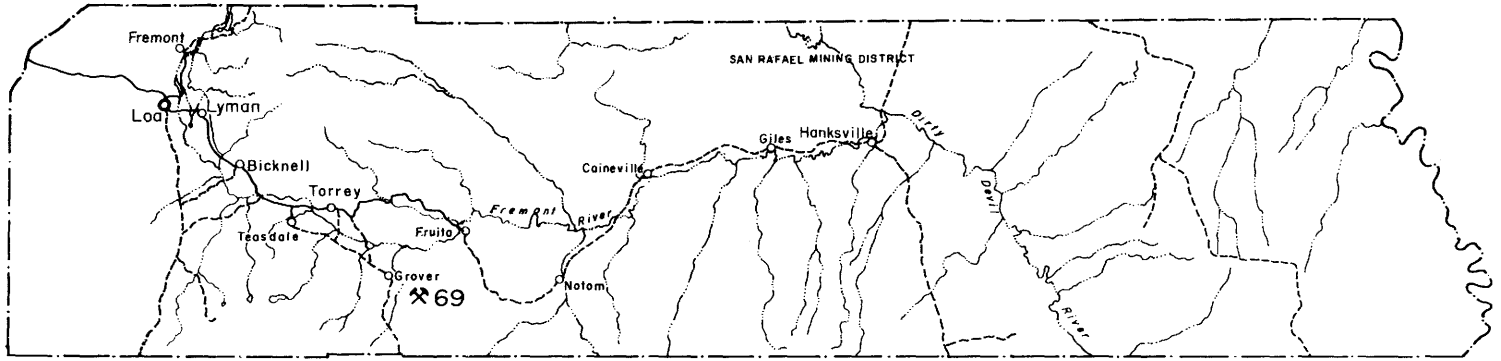 Fremont
SAN RAFAEL MINING DISTRICT
Loa
Lyman
Dirty
Giles
Hanksville
Bicknell
Caineville
Devil
Torrey
Fremont
River
Teasdale
Fruita
Grover
Notom
69
River